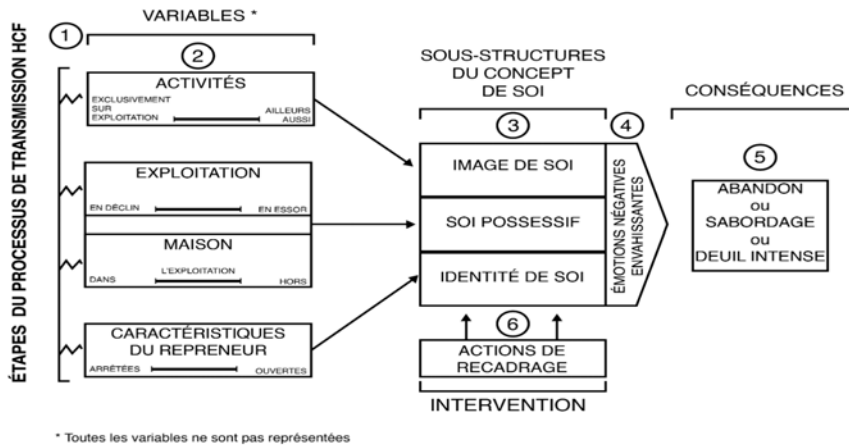 ÉTAPES DU PROCESSUS DE TRANSMISSION HCF
1
VARIABLES *
2
ACTIVITÉS
EXCLUSIVEMENT
SUR
EXPLOITATION
AILLEURS
AUSSI
EXPLOITATION
EN DÉCLIN
EN ESSOR
MAISON
DANS
L'EXPLOITATION
HORS
CARACTÉRISTIQUES
DU REPRENEUR
ARRÊTÉES
OUVERTES
SOUS-STRUCTURES
DU CONCEPT
DE SOI
3
IMAGE DE SOI
SOI POSSESSIF
IDENTITÉ DE SOI
4
ÉMOTIONS NÉGATIVES
ENVAHISSANTES
6
ACTIONS DE
RECADRAGE
INTERVENTION
CONSÉQUENCES
5
ABANDON
ou
SABORDAGE
ou
DEUIL INTENSE
* Toutes les variables ne sont pas représentées